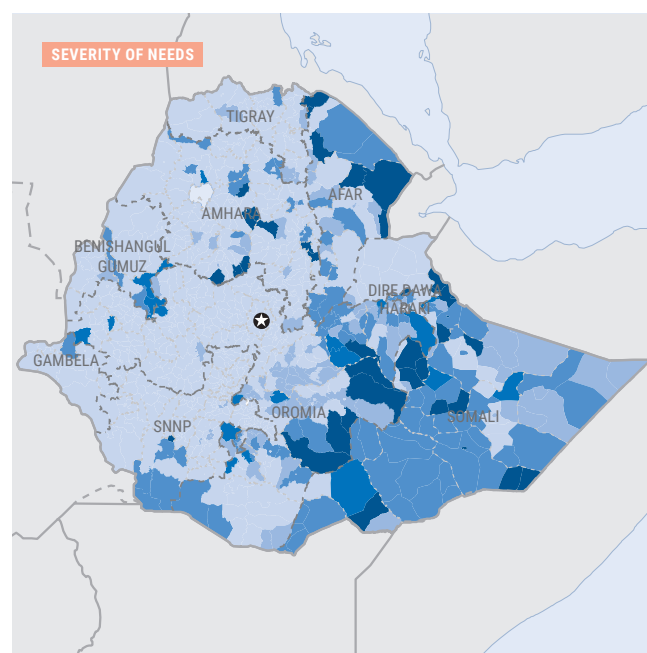 SEVERITY OF NEEDS
TIGRAY
AFAR
AMHARA
BENISHANGUL
GUMUZ
DIRE DAWA
HARARI
GAMBELA
OROMIA
SOMALI
SNNP